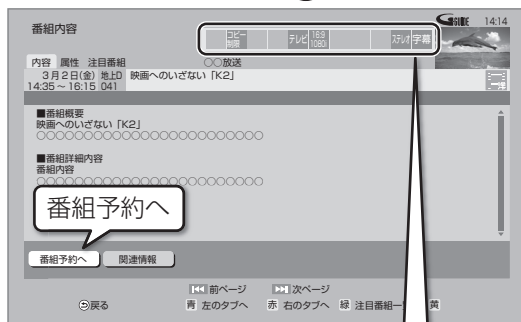 番組内容
コピー制限 テレビ 16:9 1080i ステレオ 字幕
GGUIDE 14:14
内容 属性 注目番組 〇〇放送
3月2日(金) 地上D 映画へのいざない「K2」
14:35～16:15 041
■番組概要
映画へのいざない「K2」
〇〇〇〇〇〇〇〇〇〇〇〇〇〇〇〇〇〇〇〇〇〇〇〇〇
■番組詳細内容
番組内容
〇〇〇〇〇〇〇〇〇〇〇〇〇〇〇〇〇〇〇〇〇〇〇〇〇
番組予約へ
番組予約へ 関連情報
前ページ 次ページ
戻る 青 左のタブへ 赤 右のタブへ 緑 注目番組一 黄